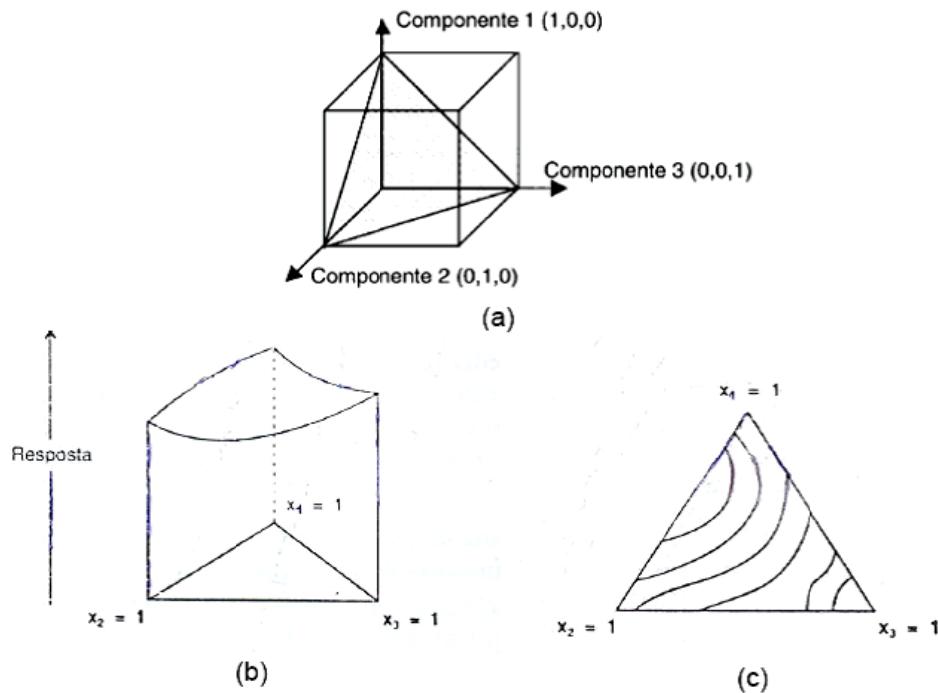 Componente 1 (1,0,0)
Componente 3 (0,0,1)
Componente 2 (0,1,0)
(a)
Resposta
x₁ = 1
x₂ = 1
x₃ = 1
(b)
x₁ = 1
x₂ = 1
x₃ = 1
(c)